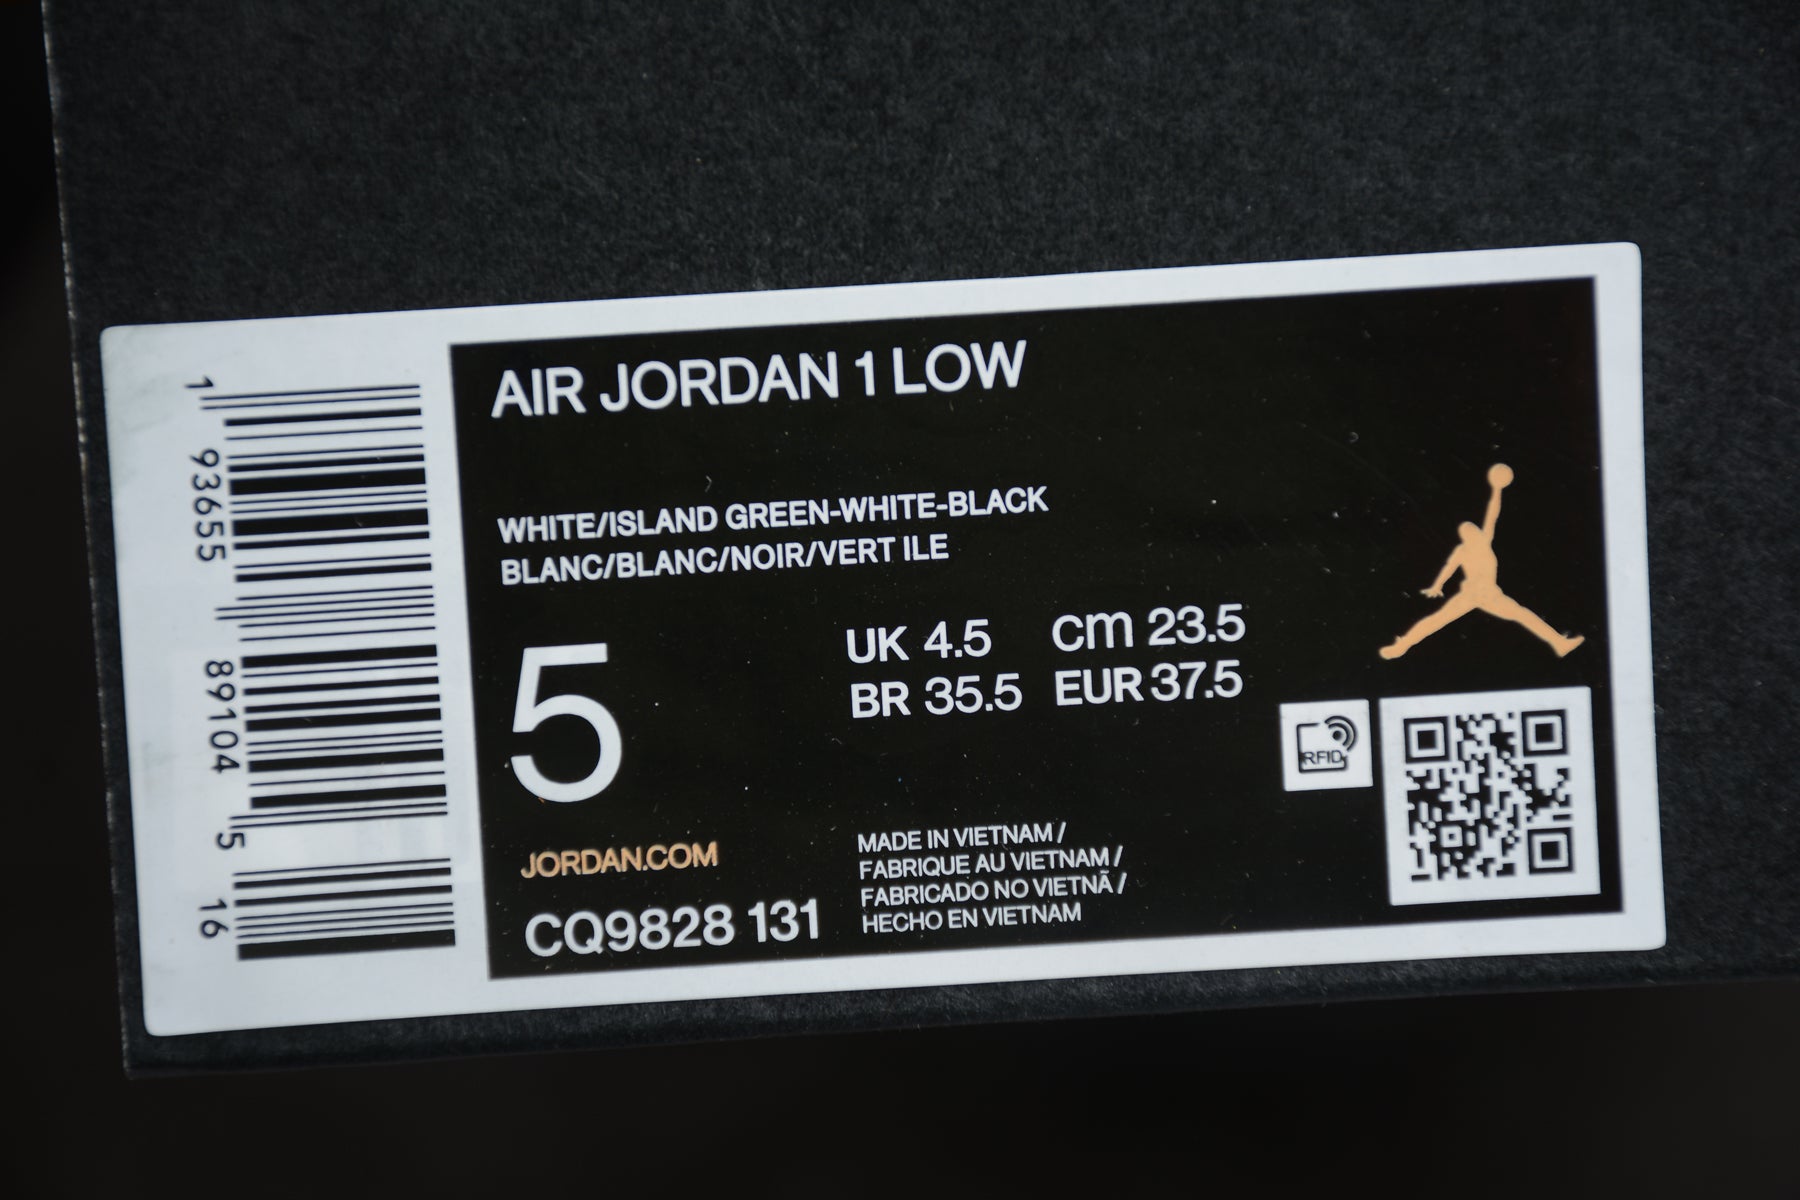 AIR JORDAN 1 LOW
WHITE/ISLAND GREEN-WHITE-BLACK
BLANC/BLANC/NOIR/VERT ILE
5
UK 4.5 cm 23.5
BR 35.5 EUR 37.5
RFID
JORDAN.COM
CQ9828 131
MADE IN VIETNAM /
FABRIQUE AU VIETNAM /
FABRICADO NO VIETNÃ /
HECHO EN VIETNAM
1 93655 89104 5 16